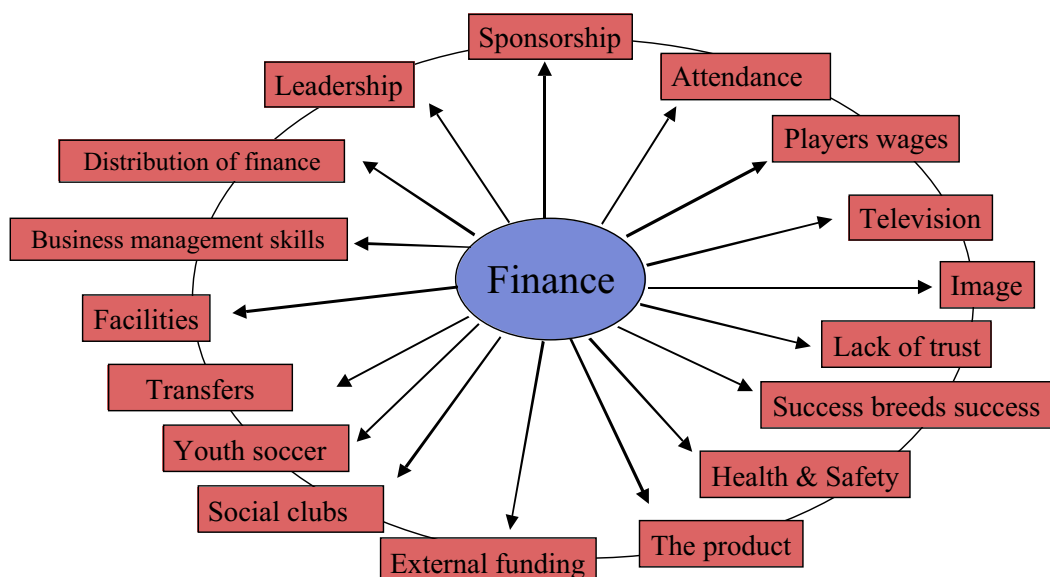 Sponsorship
Leadership
Attendance
Players wages
Distribution of finance
Television
Business management skills
Finance
Image
Facilities
Lack of trust
Transfers
Success breeds success
Youth soccer
Health & Safety
Social clubs
The product
External funding